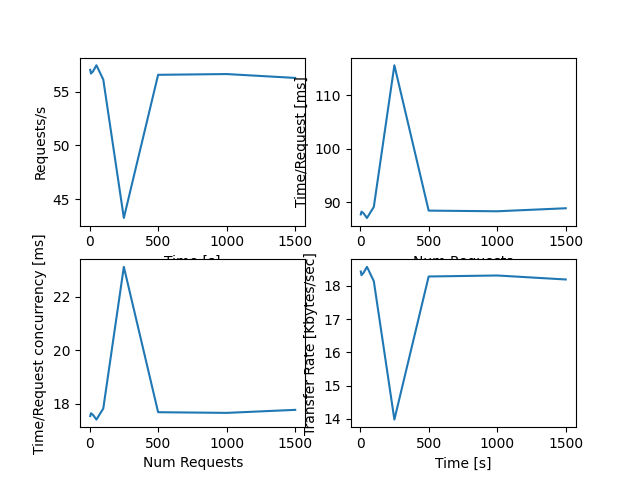 Requests/s
55
50
45
0 500 1000 1500
Time [s]
Time/Request [ms]
110
100
90
0 500 1000 1500
Num Requests
Time/Request concurrency [ms]
22
20
18
0 500 1000 1500
Num Requests
Transfer Rate [Kbytes/sec]
18
17
16
15
14
0 500 1000 1500
Time [s]